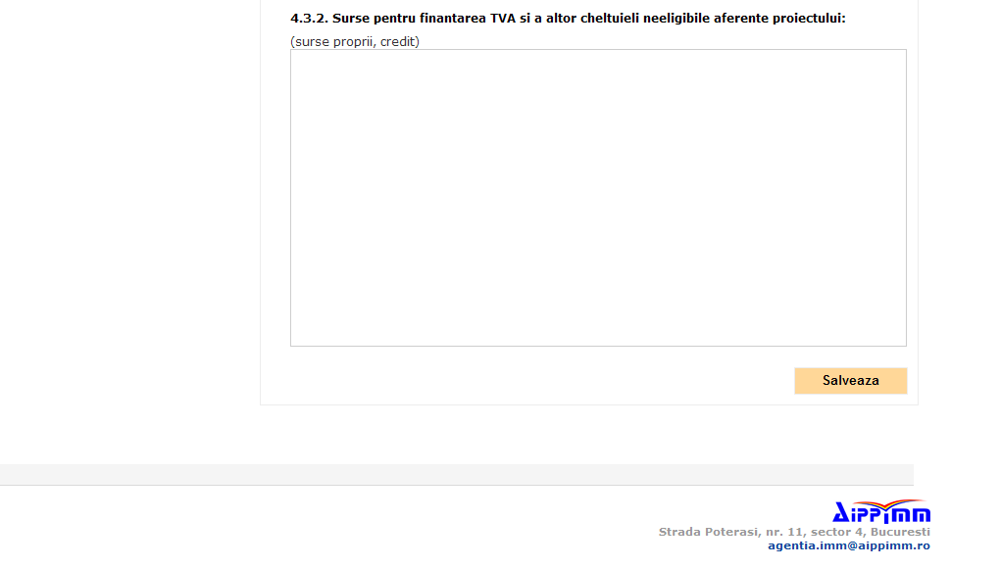 4.3.2. Surse pentru finantarea TVA si a altor cheltuieli neeligibile aferente proiectului:
(surse proprii, credit)
Salveaza
AiPPimm
Strada Poterasi, nr. 11, sector 4, Bucuresti
agentia.imm@aippimm.ro